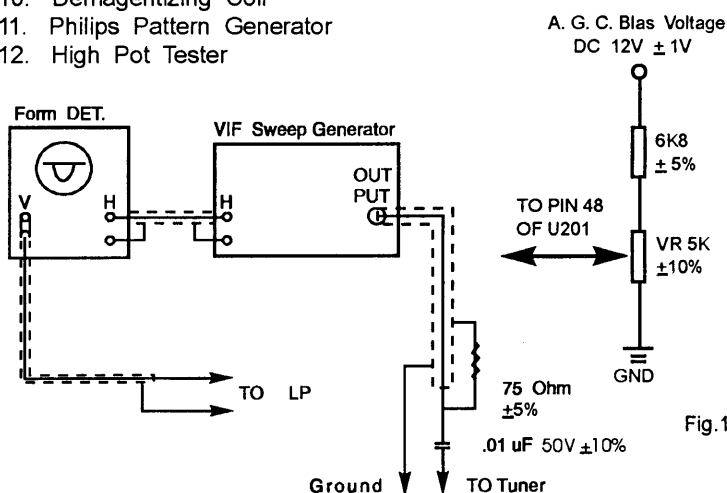 10. Demagentizing Coil
11. Philips Pattern Generator
12. High Pot Tester
A. G. C. Blas Voltage
DC 12V ± 1V
Form DET.
VIF Sweep Generator
6K8
± 5%
OUT
PUT
V
H
H
TO PIN 48
OF U201
VR 5K
±10%
GND
TO LP
75 Ohm
±5%
Fig.1
.01 uF 50V ±10%
Ground
TO Tuner